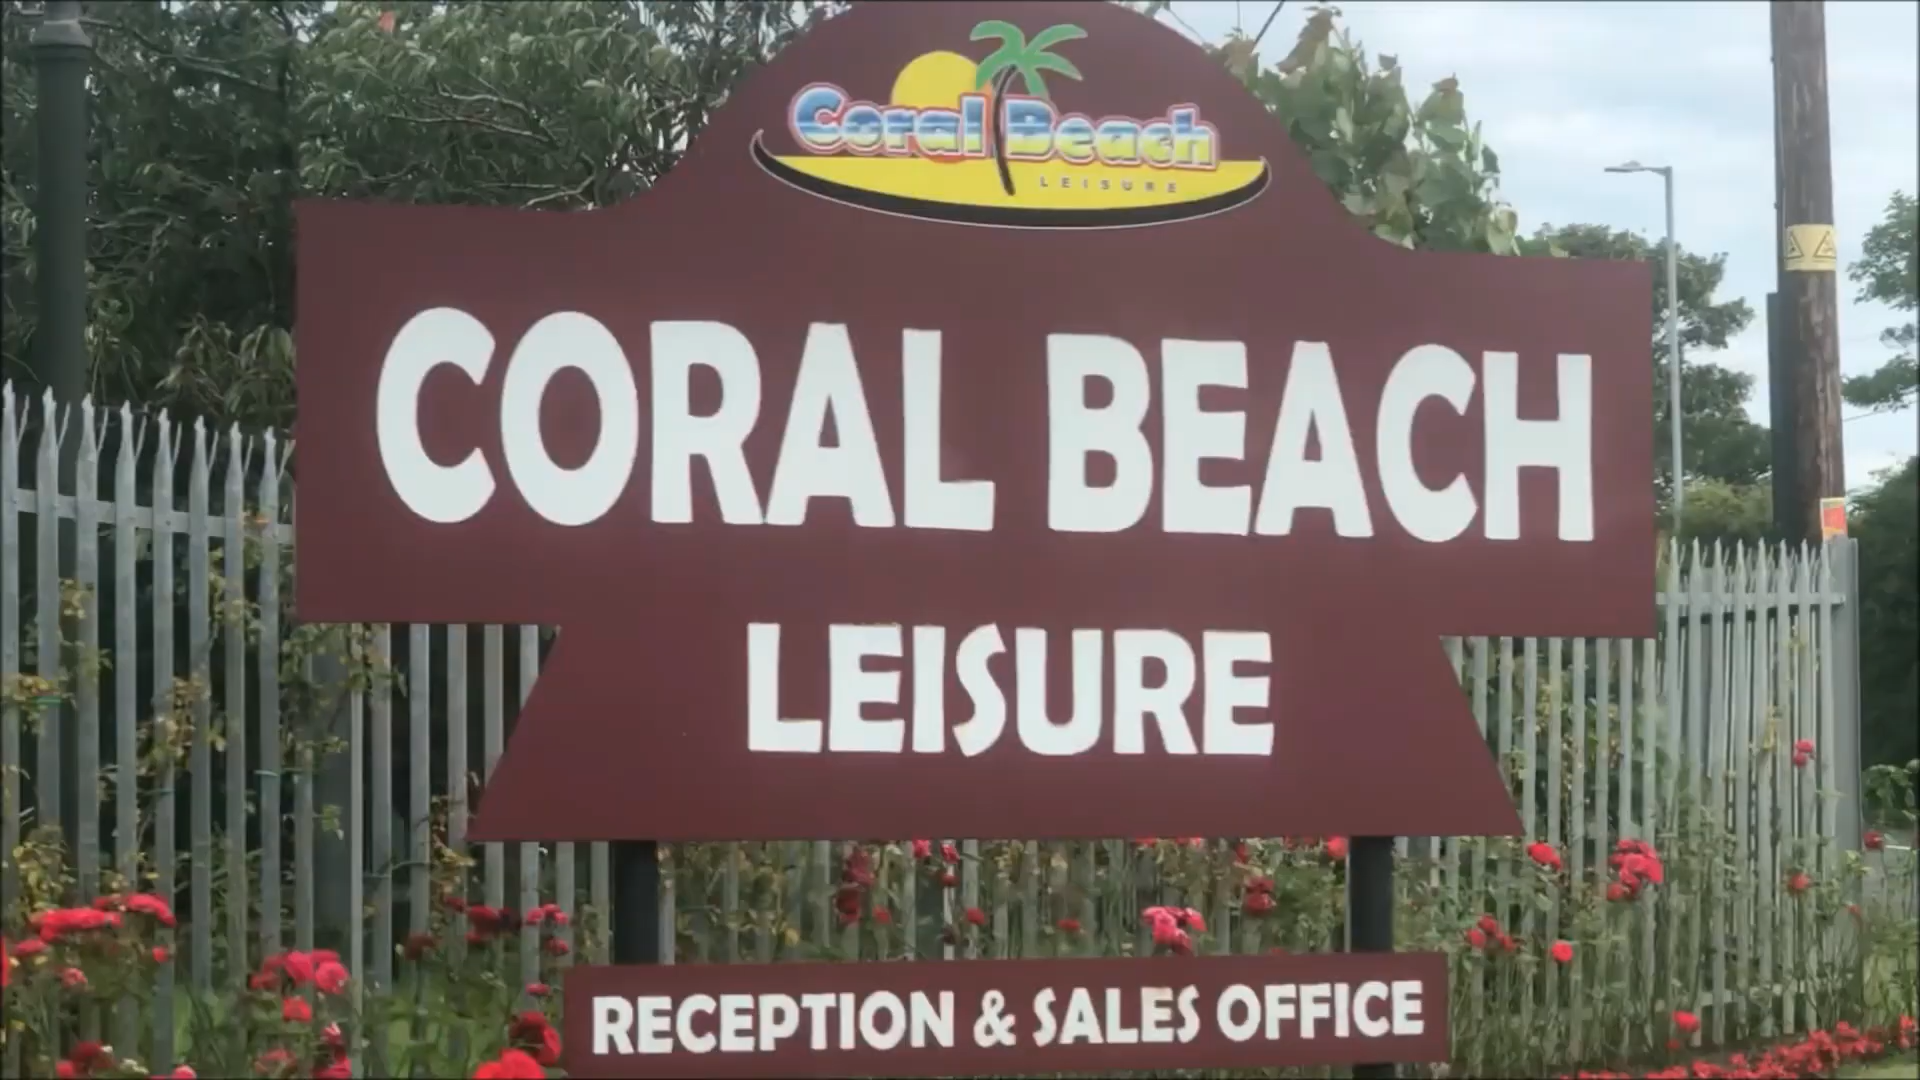 Coral Beach
LEISURE
CORAL BEACH
LEISURE
RECEPTION & SALES OFFICE